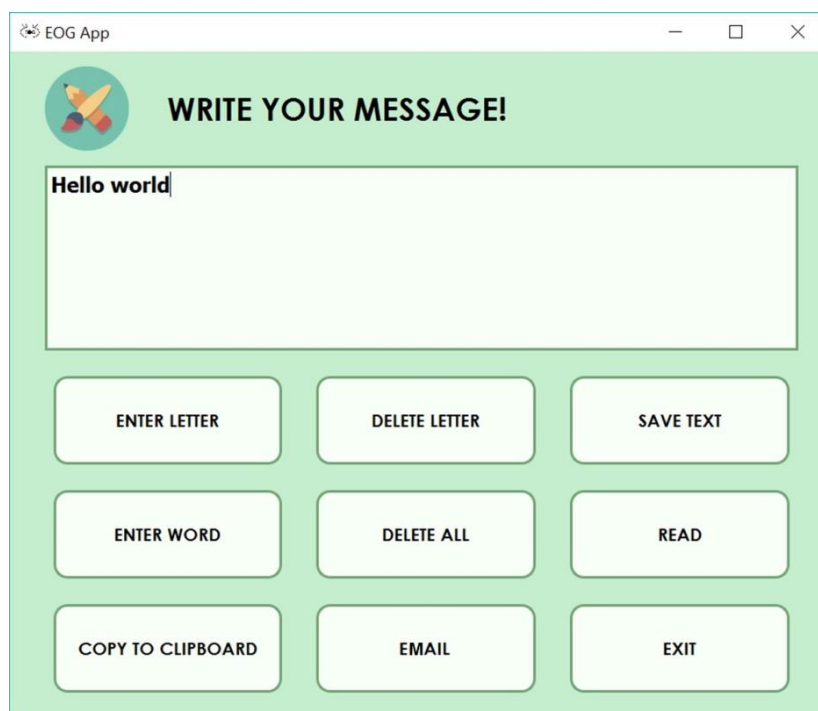 EOG App
WRITE YOUR MESSAGE!
Hello world
ENTER LETTER DELETE LETTER SAVE TEXT
ENTER WORD DELETE ALL READ
COPY TO CLIPBOARD EMAIL EXIT